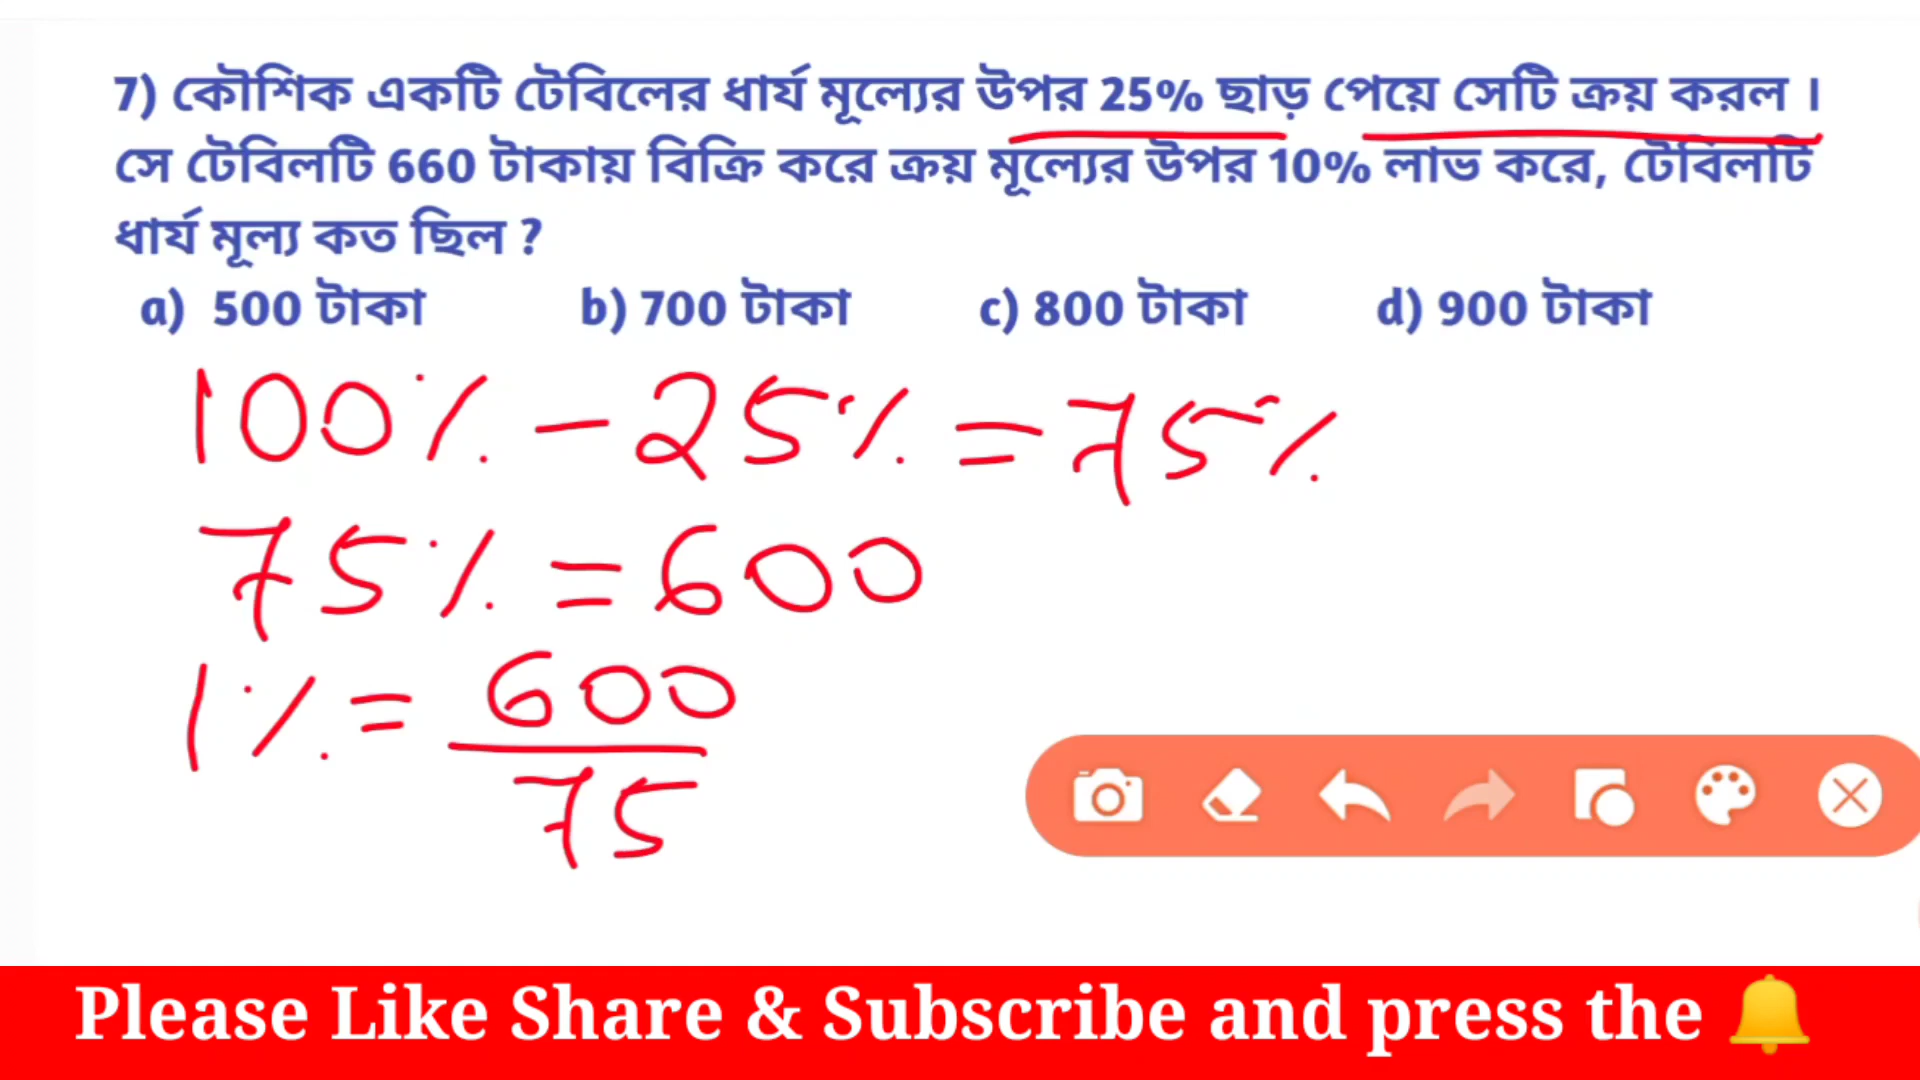 7) কৌশিক একটি টেবিলের ধার্য মূল্যের উপর 25% ছাড় পেয়ে সেটি ক্রয় করল ।
সে টেবিলটি 660 টাকায় বিক্রি করে ক্রয় মূল্যের উপর 10% লাভ করে, টেবিলটি
ধার্য মূল্য কত ছিল ?
a) 500 টাকা b) 700 টাকা c) 800 টাকা d) 900 টাকা
100% - 25% = 75%
75% = 600
1% = 600
75
Please Like Share & Subscribe and press the 🔔